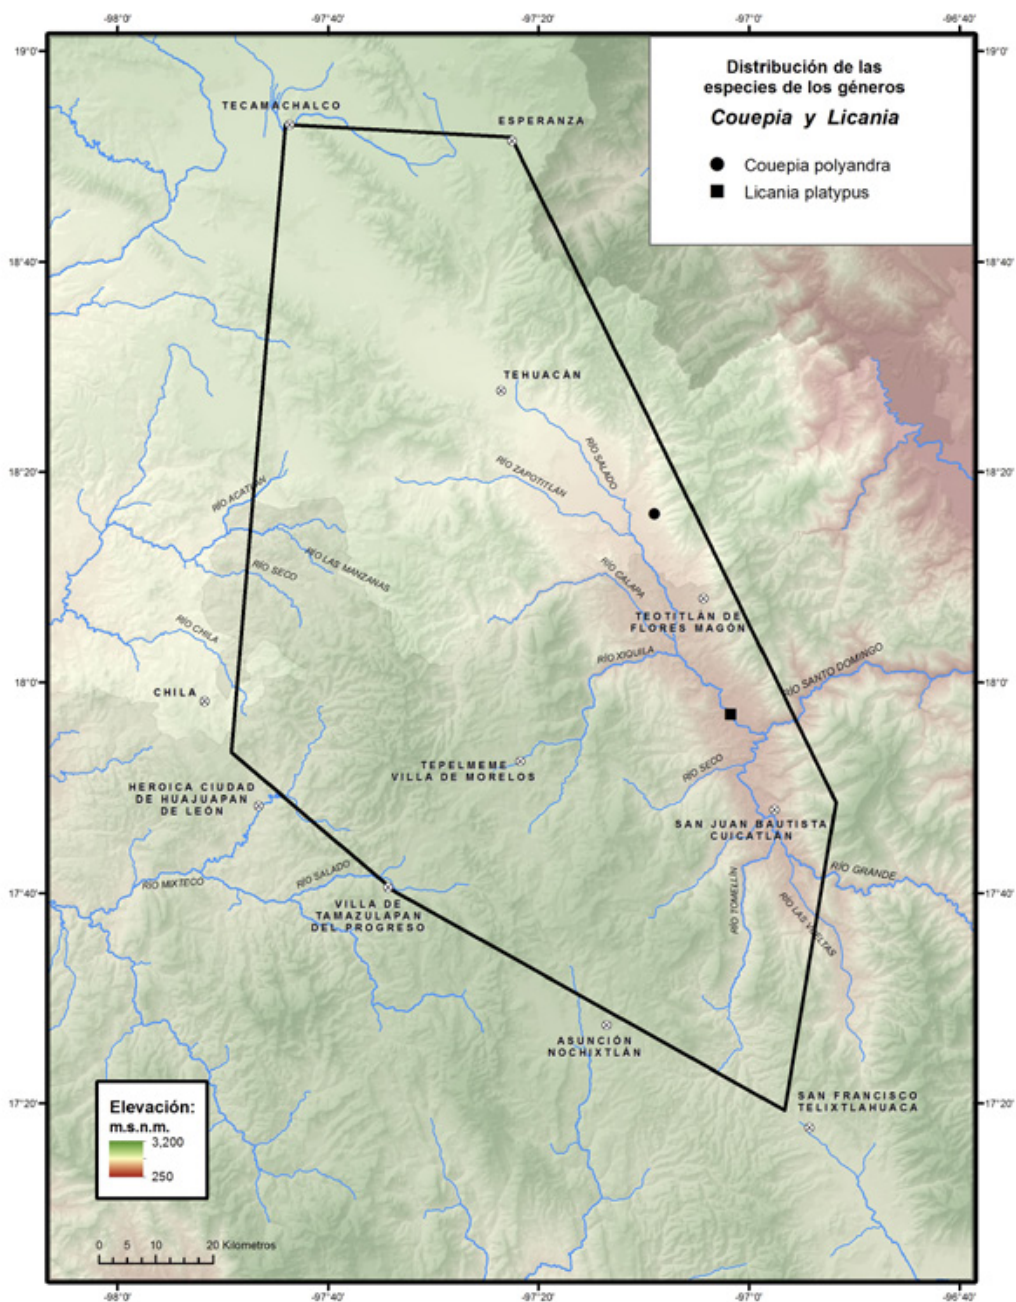 -98°0'
-97°40'
-97°20'
-97°0'
-96°40'
19°0'
19°0'
Distribución de las
especies de los géneros
Couepia y Licania
Couepia polyandra
Licania platypus
TECAMACHALCO
ESPERANZA
18°40'
18°40'
TEHUACÁN
RÍO SALADO
RÍO ZAPOTITLÁN
18°20'
18°20'
RÍO ACATLÁN
RÍO LAS MANZANAS
RÍO SECO
RÍO CALAPA
TEOTITLÁN DE
FLORES MAGÓN
RÍO CHILA
RÍO XIQUILA
RÍO SANTO DOMINGO
18°0'
18°0'
CHILA
TEPELMEME
VILLA DE MORELOS
RÍO SECO
HEROICA CIUDAD
DE HUAJUAPAN
DE LEÓN
SAN JUAN BAUTISTA
CUICATLÁN
RÍO GRANDE
RÍO MIXTECO
RÍO SALADO
17°40'
17°40'
VILLA DE
TAMAZULAPAN
DEL PROGRESO
RÍO TOMELLÍN
RÍO LAS VUELTAS
ASUNCIÓN
NOCHIXTLÁN
SAN FRANCISCO
TELIXTLAHUACA
17°20'
17°20'
Elevación:
m.s.n.m.
3,200
250
0 5 10 20 Kilometros
-98°0'
-97°40'
-97°20'
-97°0'
-96°40'